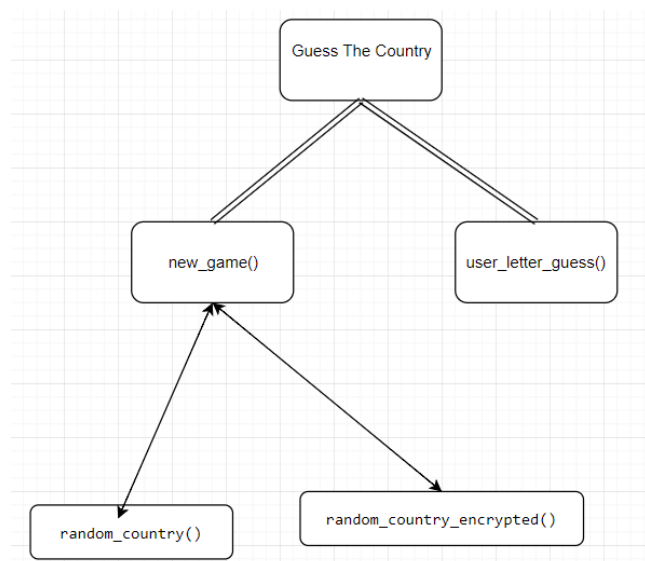 Guess The Country
new_game()
user_letter_guess()
random_country()
random_country_encrypted()